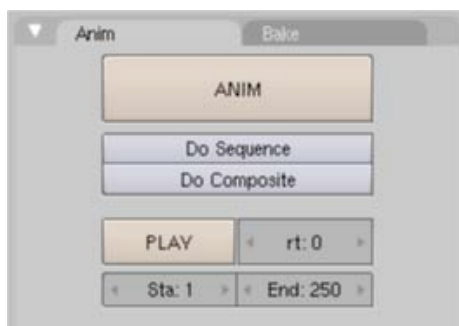 Anim Bake
ANIM
Do Sequence
Do Composite
PLAY rt: 0
Sta: 1 End: 250